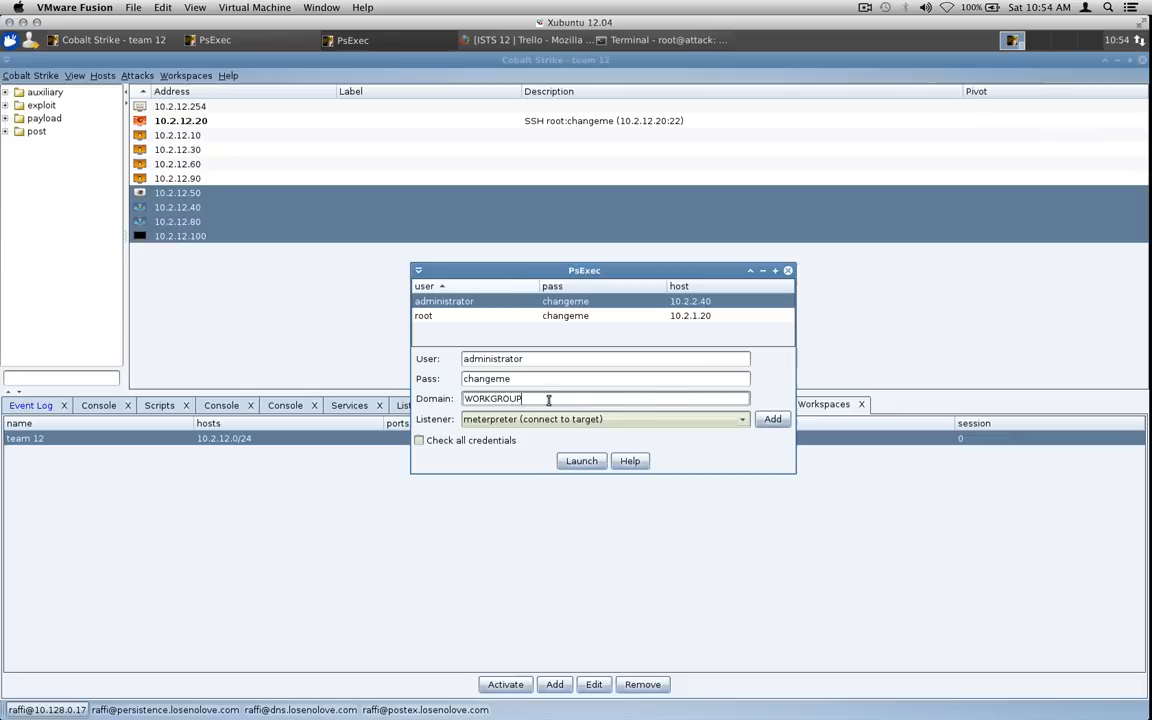 VMware Fusion File Edit View Virtual Machine Window Help 100% Sat 10:54 AM
Xubuntu 12.04
Cobalt Strike - team 12 PsExec PsExec [ISTS 12 | Trello - Mozilla ... Terminal - root@attack: ... 10:54
Cobalt Strike - team 12
Cobalt Strike View Hosts Attacks Workspaces Help
auxiliary
exploit
payload
post
Address Label Description Pivot
10.2.12.254
10.2.12.20 SSH root:changeme (10.2.12.20:22)
10.2.12.10
10.2.12.30
10.2.12.60
10.2.12.90
10.2.12.50
10.2.12.40
10.2.12.80
10.2.12.100
PsExec
user pass host
administrator changeme 10.2.2.40
root changeme 10.2.1.20
User: administrator
Pass: changeme
Domain: WORKGROUP
Listener: meterpreter (connect to target) Add
Check all credentials
Launch Help
Event Log X Console X Scripts X Console X Console X Services X Lis Workspaces X
name hosts ports session
team 12 10.2.12.0/24 0
Activate Add Edit Remove
raffi@10.128.0.17 raffi@persistence.losenolove.com raffi@dns.losenolove.com raffi@postex.losenolove.com